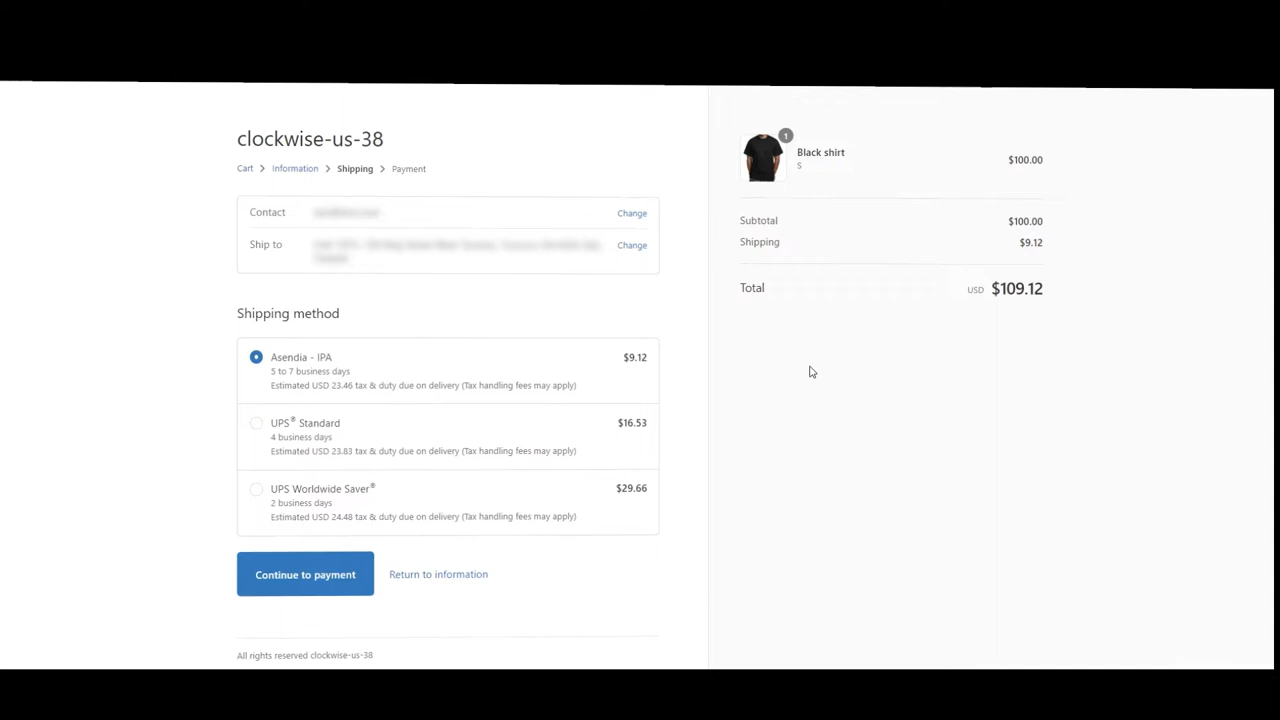 clockwise-us-38
Cart > Information > Shipping > Payment
Contact
Change
Ship to
Change
Shipping method
Asendia - IPA $9.12
5 to 7 business days
Estimated USD 23.46 tax & duty due on delivery (Tax handling fees may apply)
UPS® Standard $16.53
4 business days
Estimated USD 23.83 tax & duty due on delivery (Tax handling fees may apply)
UPS Worldwide Saver® $29.66
2 business days
Estimated USD 24.48 tax & duty due on delivery (Tax handling fees may apply)
Continue to payment Return to information
All rights reserved clockwise-us-38
1
Black shirt $100.00
S
Subtotal $100.00
Shipping $9.12
Total USD $109.12